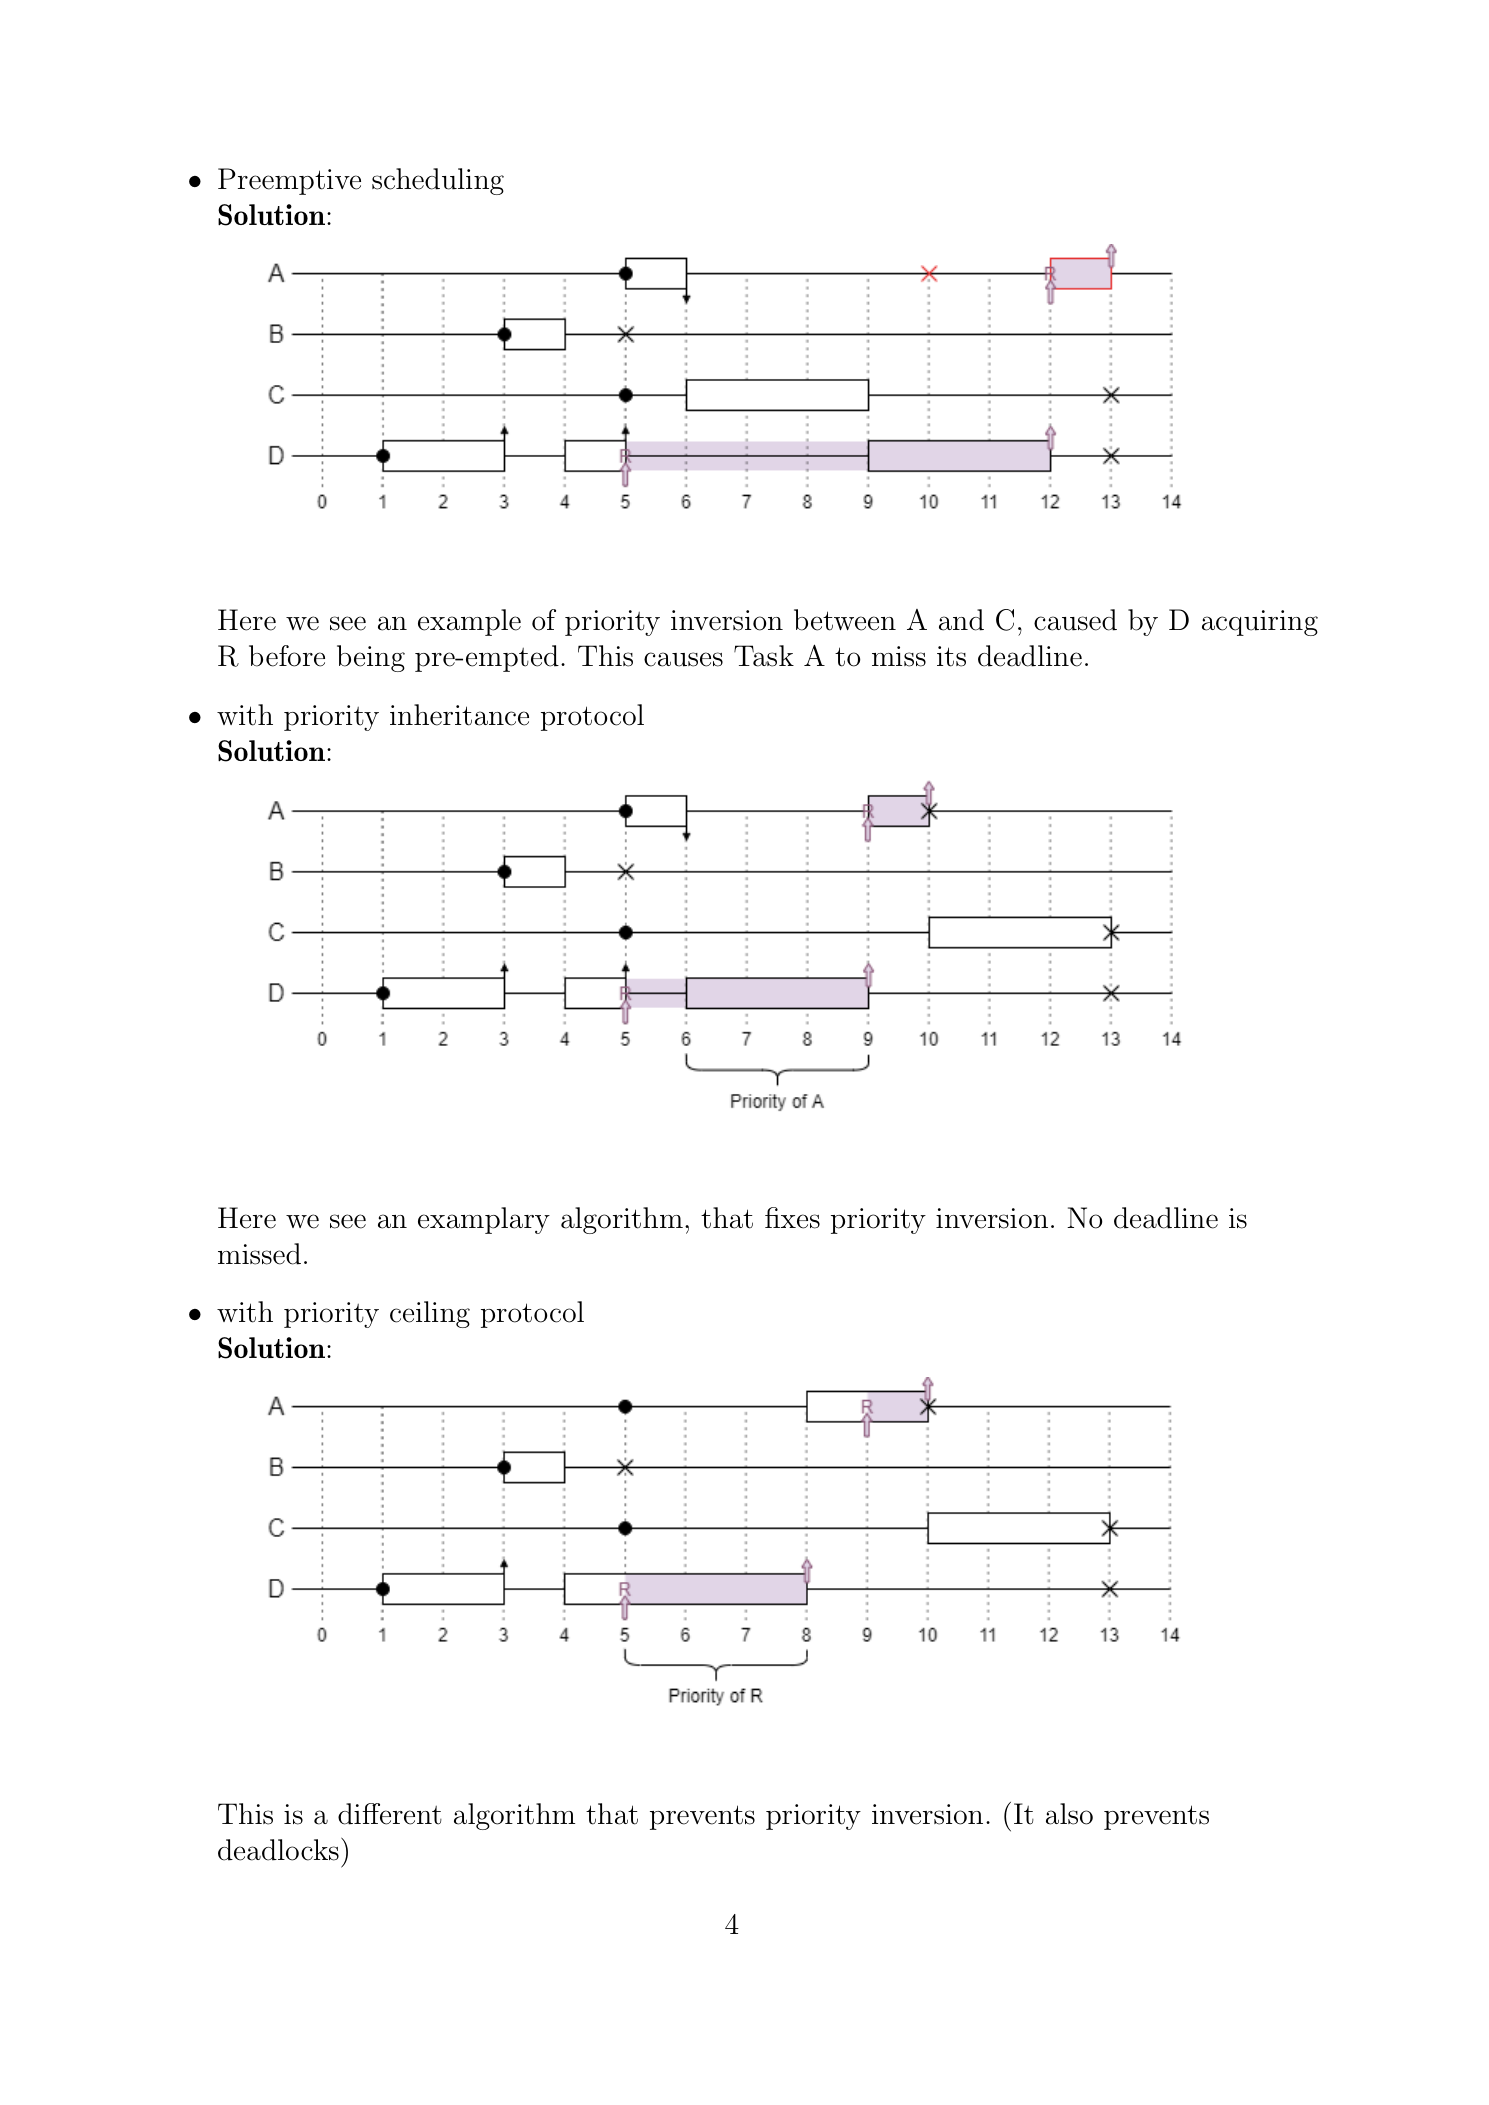 • Preemptive scheduling
Solution:
A R
B
C
D R
0 1 2 3 4 5 6 7 8 9 10 11 12 13 14
Here we see an example of priority inversion between A and C, caused by D acquiring
R before being pre-empted. This causes Task A to miss its deadline.
• with priority inheritance protocol
Solution:
A R
B
C
D R
0 1 2 3 4 5 6 7 8 9 10 11 12 13 14
Priority of A
Here we see an examplary algorithm, that fixes priority inversion. No deadline is
missed.
• with priority ceiling protocol
Solution:
A R
B
C
D R
0 1 2 3 4 5 6 7 8 9 10 11 12 13 14
Priority of R
This is a different algorithm that prevents priority inversion. (It also prevents
deadlocks)
4